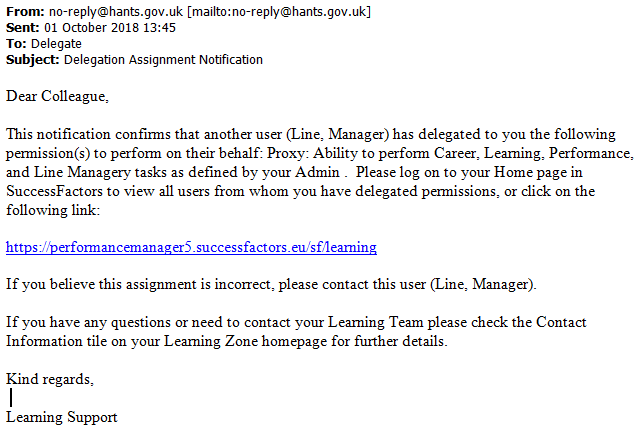 From: no-reply@hants.gov.uk [mailto:no-reply@hants.gov.uk]
Sent: 01 October 2018 13:45
To: Delegate
Subject: Delegation Assignment Notification
Dear Colleague,
This notification confirms that another user (Line, Manager) has delegated to you the following
permission(s) to perform on their behalf: Proxy: Ability to perform Career, Learning, Performance,
and Line Managery tasks as defined by your Admin .  Please log on to your Home page in
SuccessFactors to view all users from whom you have delegated permissions, or click on the
following link:
https://performancemanager5.successfactors.eu/sf/learning
If you believe this assignment is incorrect, please contact this user (Line, Manager).
If you have any questions or need to contact your Learning Team please check the Contact
Information tile on your Learning Zone homepage for further details.
Kind regards,
Learning Support